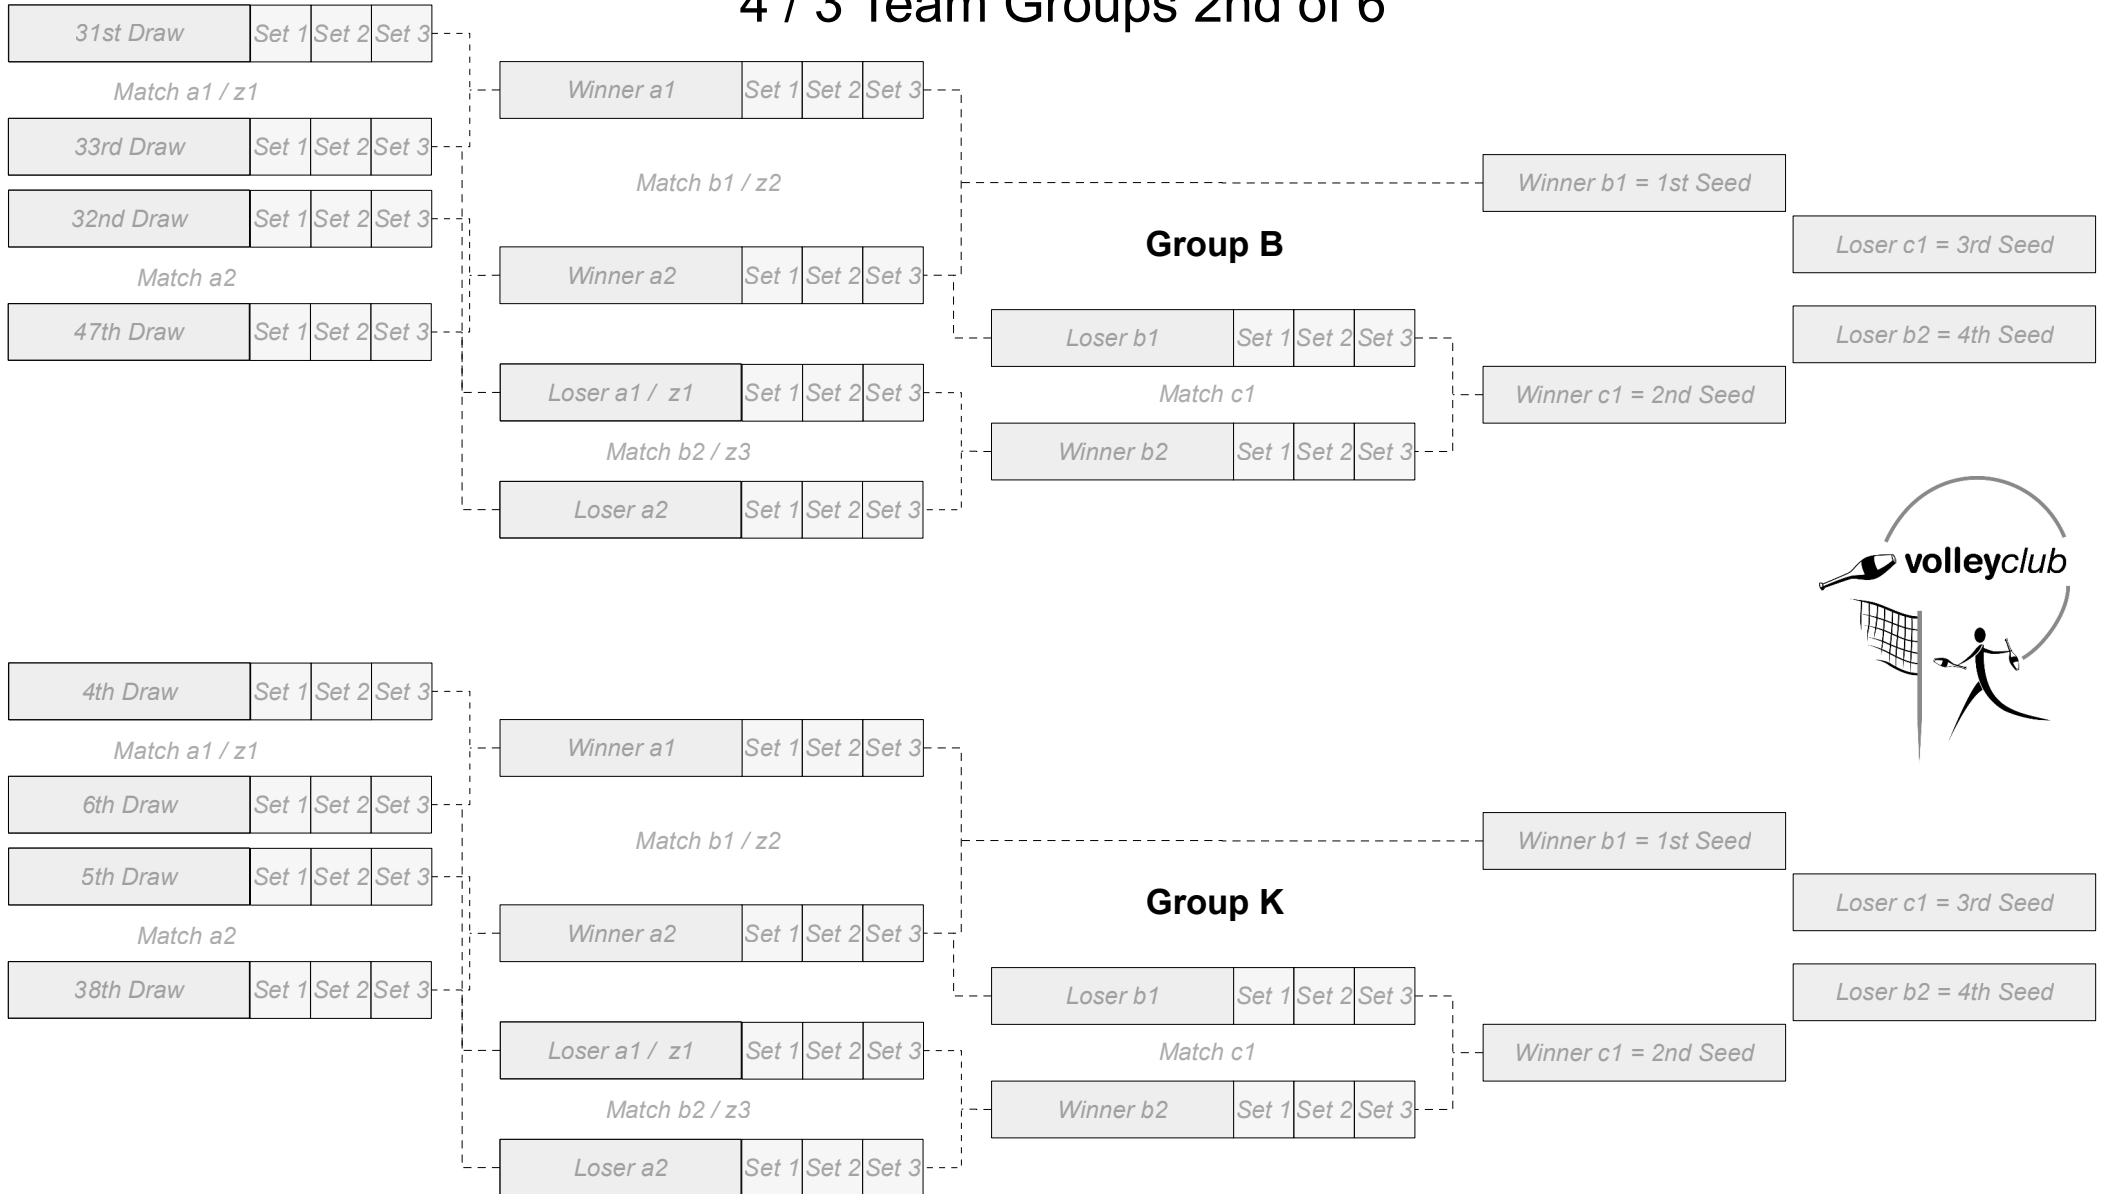 4 / 3 Team Groups 2nd of 6
31st Draw Set 1 Set 2 Set 3
Match a1 / z1
33rd Draw Set 1 Set 2 Set 3
32nd Draw Set 1 Set 2 Set 3
Match a2
47th Draw Set 1 Set 2 Set 3
Winner a1 Set 1 Set 2 Set 3
Match b1 / z2
Winner a2 Set 1 Set 2 Set 3
Loser a1 / z1 Set 1 Set 2 Set 3
Match b2 / z3
Loser a2 Set 1 Set 2 Set 3
Group B
Loser b1 Set 1 Set 2 Set 3
Match c1
Winner b2 Set 1 Set 2 Set 3
Winner b1 = 1st Seed
Winner c1 = 2nd Seed
Loser c1 = 3rd Seed
Loser b2 = 4th Seed
volleyclub
4th Draw Set 1 Set 2 Set 3
Match a1 / z1
6th Draw Set 1 Set 2 Set 3
5th Draw Set 1 Set 2 Set 3
Match a2
38th Draw Set 1 Set 2 Set 3
Winner a1 Set 1 Set 2 Set 3
Match b1 / z2
Winner a2 Set 1 Set 2 Set 3
Loser a1 / z1 Set 1 Set 2 Set 3
Match b2 / z3
Loser a2 Set 1 Set 2 Set 3
Group K
Loser b1 Set 1 Set 2 Set 3
Match c1
Winner b2 Set 1 Set 2 Set 3
Winner b1 = 1st Seed
Winner c1 = 2nd Seed
Loser c1 = 3rd Seed
Loser b2 = 4th Seed